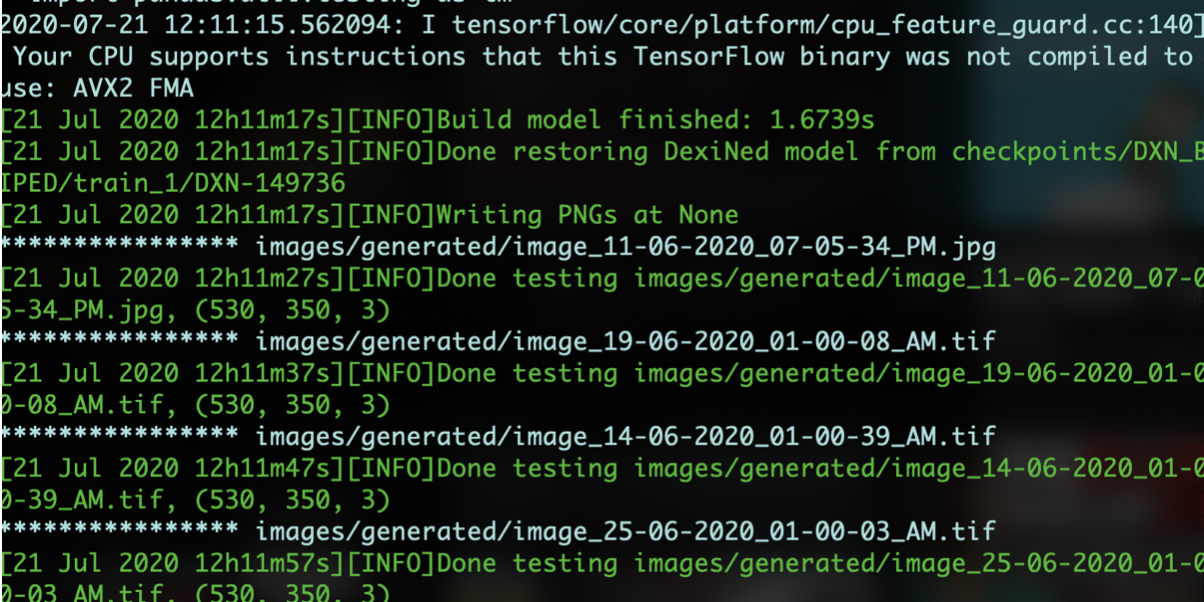 import pandas.util.testing as tm
2020-07-21 12:11:15.562094: I tensorflow/core/platform/cpu_feature_guard.cc:140]
Your CPU supports instructions that this TensorFlow binary was not compiled to
use: AVX2 FMA
[21 Jul 2020 12h11m17s][INFO]Build model finished: 1.6739s
[21 Jul 2020 12h11m17s][INFO]Done restoring DexiNed model from checkpoints/DXN_B
IPED/train_1/DXN-149736
[21 Jul 2020 12h11m17s][INFO]Writing PNGs at None
**************** images/generated/image_11-06-2020_07-05-34_PM.jpg
[21 Jul 2020 12h11m27s][INFO]Done testing images/generated/image_11-06-2020_07-0
5-34_PM.jpg, (530, 350, 3)
**************** images/generated/image_19-06-2020_01-00-08_AM.tif
[21 Jul 2020 12h11m37s][INFO]Done testing images/generated/image_19-06-2020_01-0
0-08_AM.tif, (530, 350, 3)
**************** images/generated/image_14-06-2020_01-00-39_AM.tif
[21 Jul 2020 12h11m47s][INFO]Done testing images/generated/image_14-06-2020_01-0
0-39_AM.tif, (530, 350, 3)
**************** images/generated/image_25-06-2020_01-00-03_AM.tif
[21 Jul 2020 12h11m57s][INFO]Done testing images/generated/image_25-06-2020_01-0
0-03_AM.tif, (530, 350, 3)